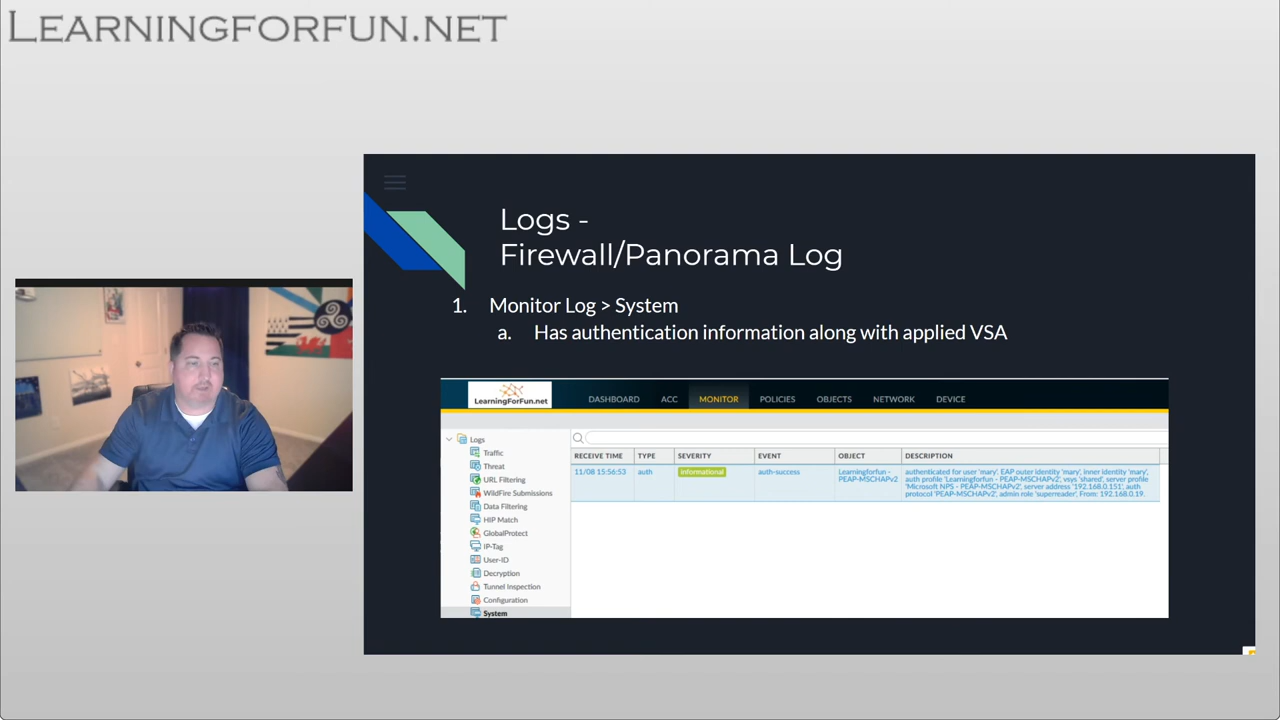 LEARNINGFORFUN.NET
Logs -
Firewall/Panorama Log
1. Monitor Log > System
a. Has authentication information along with applied VSA
LearningForFun.net
DASHBOARD ACC MONITOR POLICIES OBJECTS NETWORK DEVICE
Logs
Traffic
Threat
URL Filtering
WildFire Submissions
Data Filtering
HIP Match
GlobalProtect
IP-Tag
User-ID
Decryption
Tunnel Inspection
Configuration
System
RECEIVE TIME TYPE SEVERITY EVENT OBJECT DESCRIPTION
11/08 15:56:53 auth informational auth-success
Learningforfun -
PEAP-MSCHAPv2
authenticated for user 'mary'. EAP outer identity 'mary', inner identity 'mary',
auth profile 'Learningforfun - PEAP-MSCHAPv2', vsys 'shared', server profile
'Microsoft NPS - PEAP-MSCHAPv2', server address '192.168.0.151', auth
protocol 'PEAP-MSCHAPv2', admin role 'superreader'. From: 192.168.0.19.